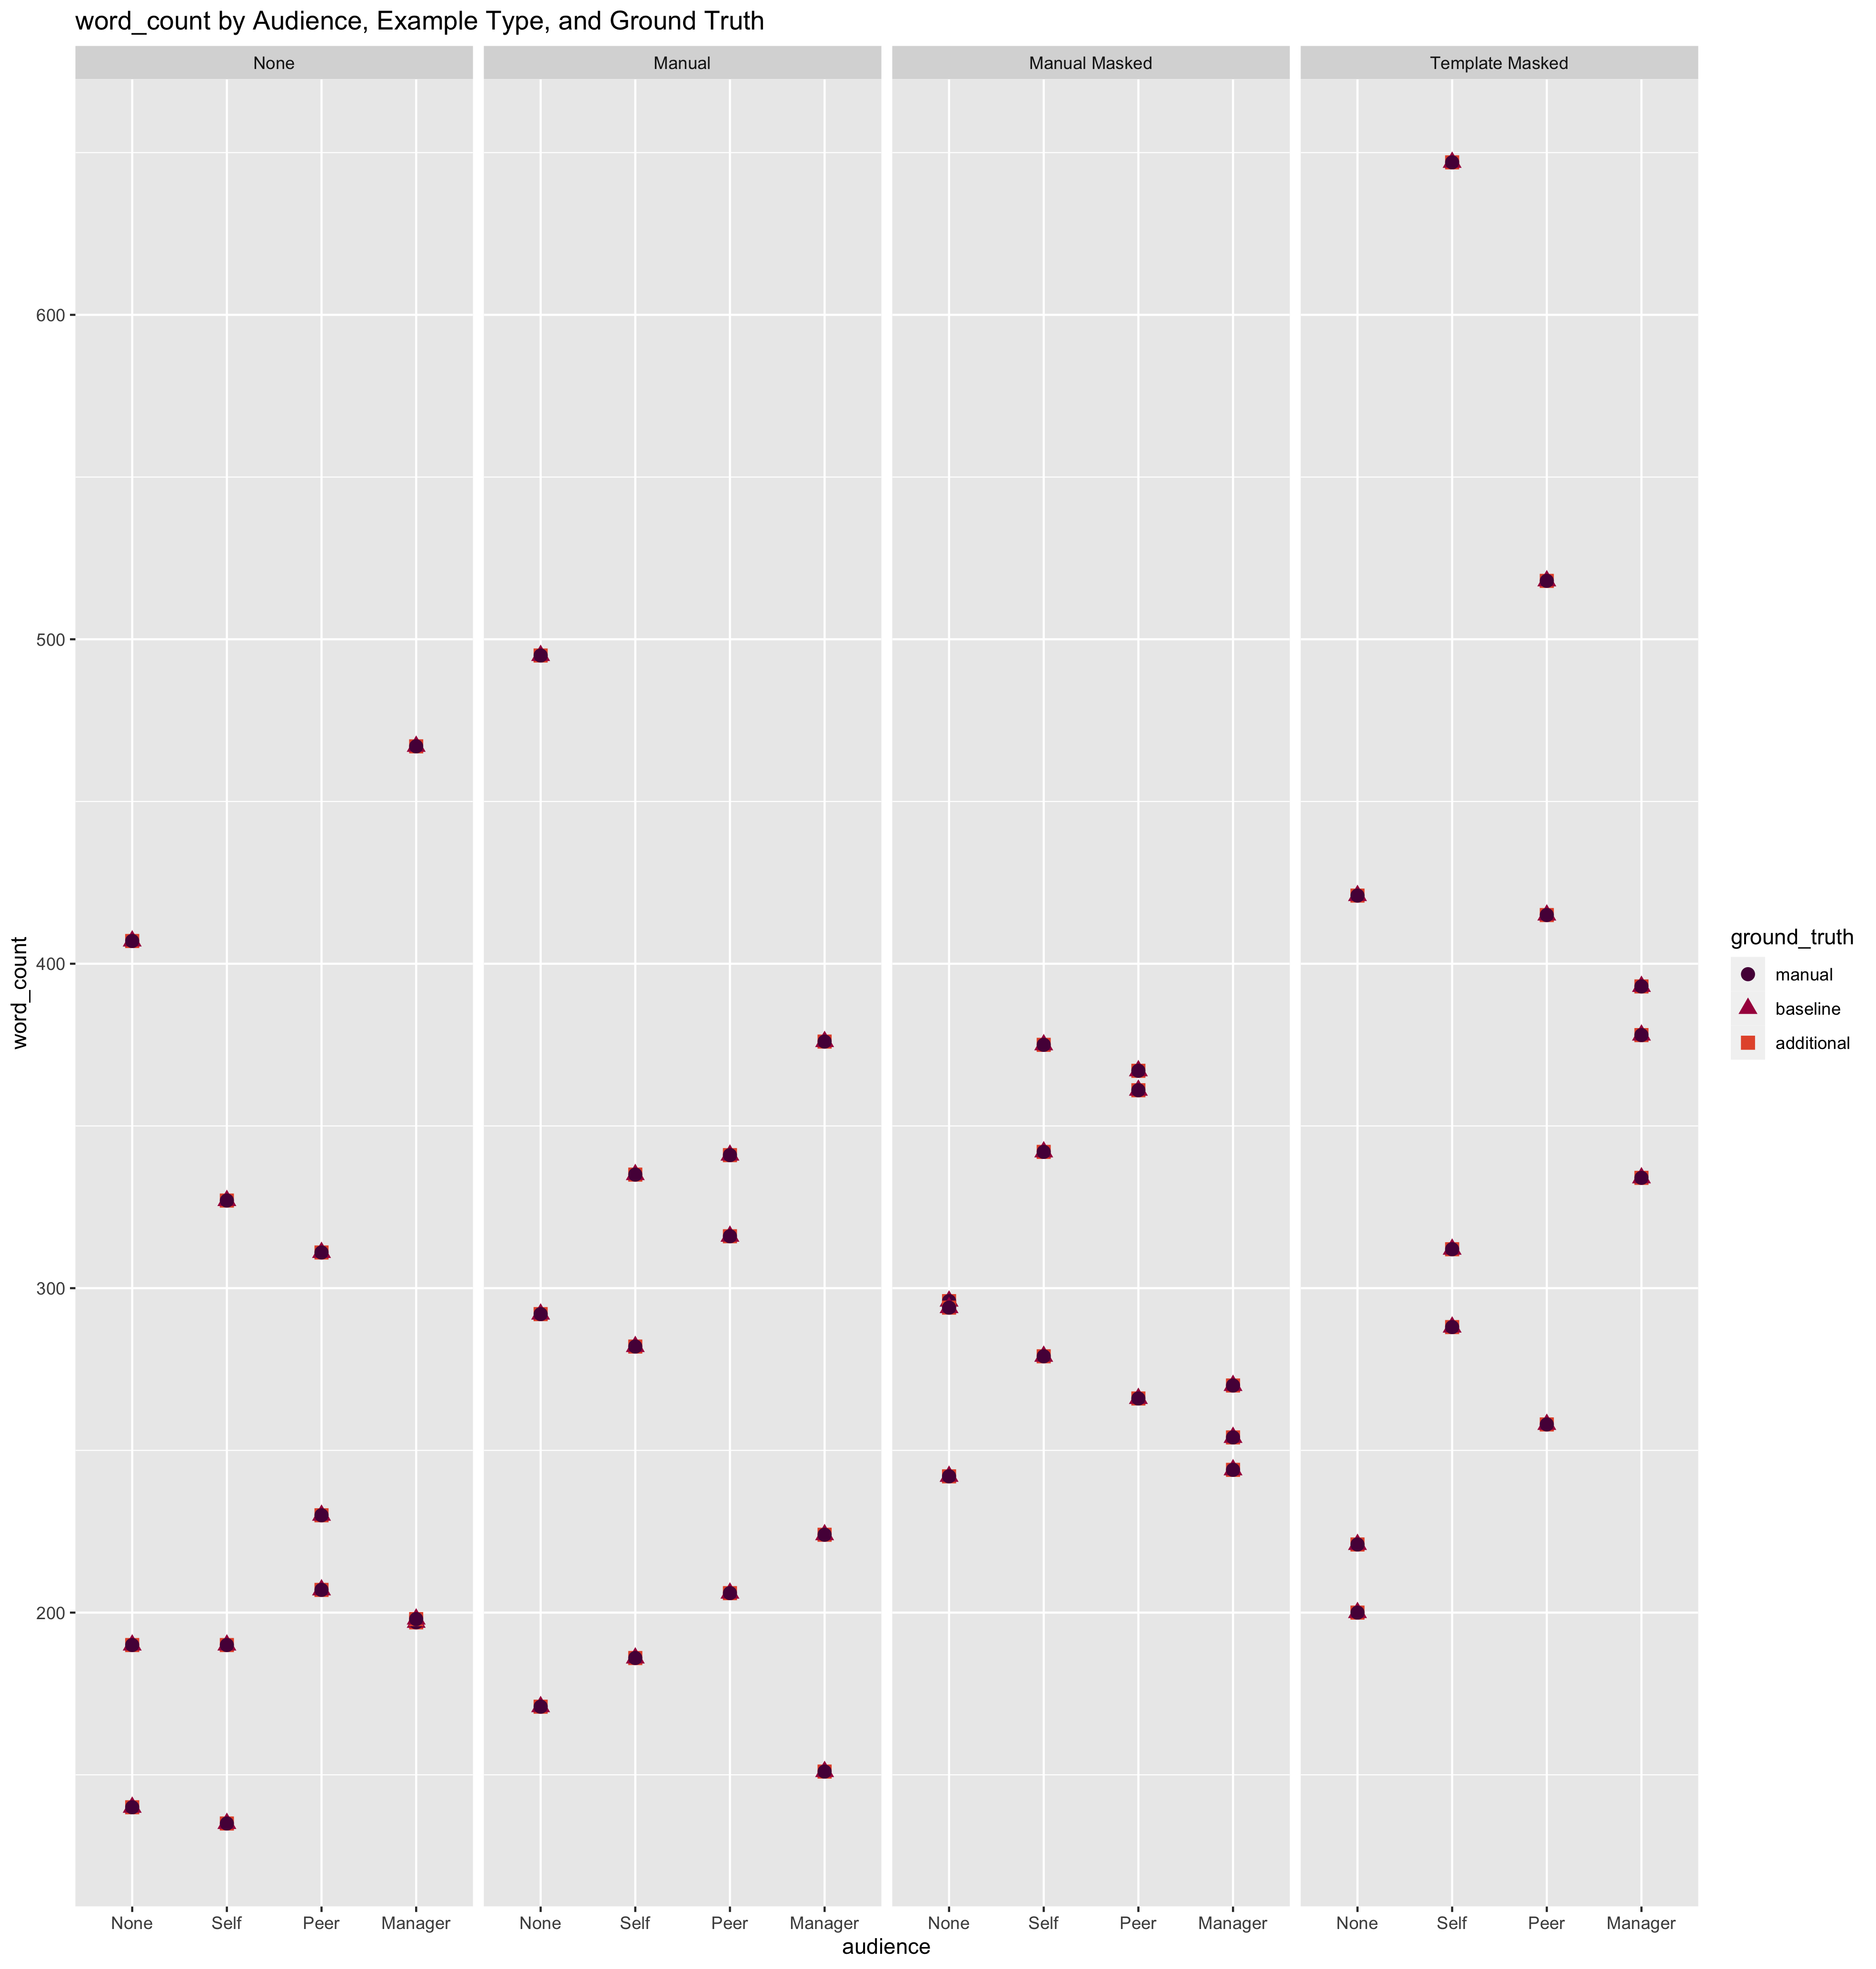 word_count by Audience, Example Type, and Ground Truth
None Manual Manual Masked Template Masked
600
500
400
300
200
word_count
None Self Peer Manager None Self Peer Manager None Self Peer Manager None Self Peer Manager
audience
ground_truth
manual
baseline
additional